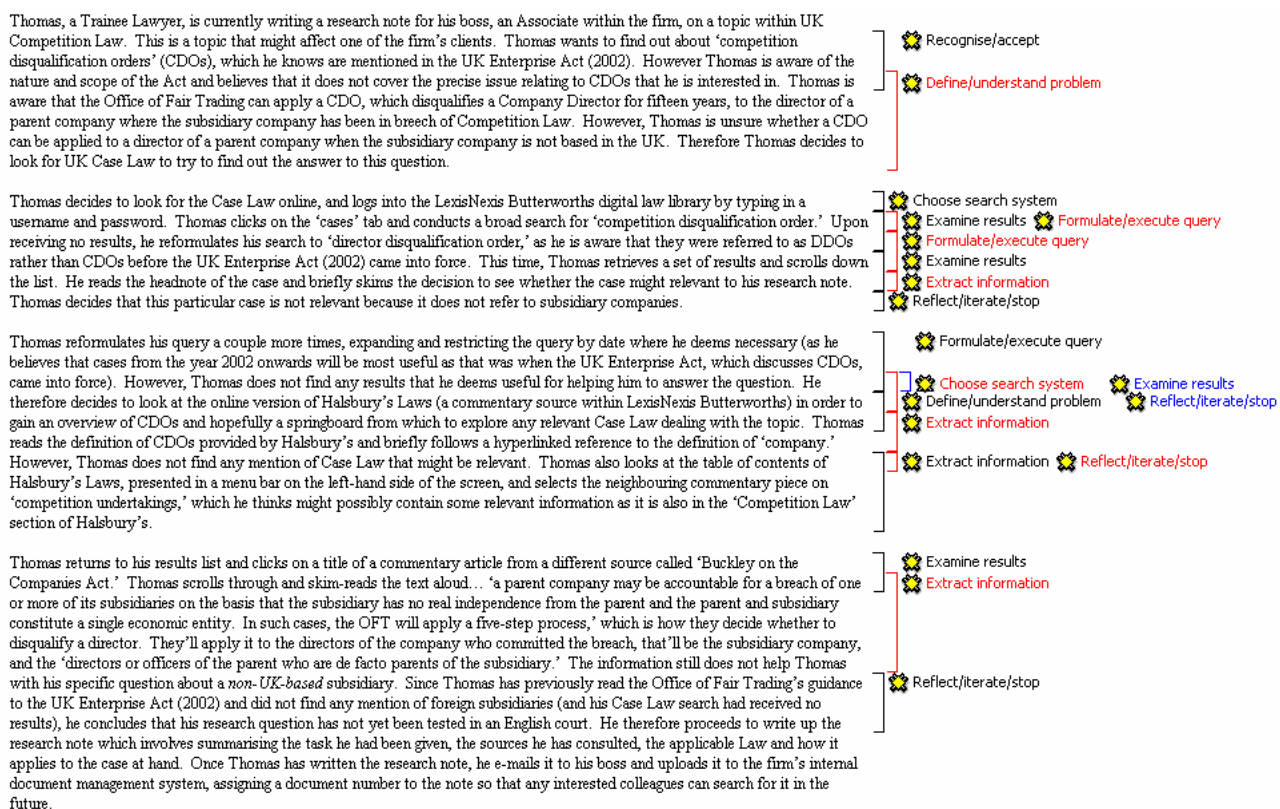 Thomas, a Trainee Lawyer, is currently writing a research note for his boss, an Associate within the firm, on a topic within UK
Competition Law. This is a topic that might affect one of the firm's clients. Thomas wants to find out about 'competition
disqualification orders' (CDOs), which he knows are mentioned in the UK Enterprise Act (2002). However Thomas is aware of the
nature and scope of the Act and believes that it does not cover the precise issue relating to CDOs that he is interested in. Thomas is
aware that the Office of Fair Trading can apply a CDO, which disqualifies a Company Director for fifteen years, to the director of a
parent company where the subsidiary company has been in breach of Competition Law. However, Thomas is unsure whether a CDO
can be applied to a director of a parent company when the subsidiary company is not based in the UK. Therefore Thomas decides to
look for UK Case Law to try to find out the answer to this question.
Recognise/accept
Define/understand problem
Thomas decides to look for the Case Law online, and logs into the LexisNexis Butterworths digital law library by typing in a
username and password. Thomas clicks on the 'cases' tab and conducts a broad search for 'competition disqualification order.' Upon
receiving no results, he reformulates his search to 'director disqualification order,' as he is aware that they were referred to as DDOs
rather than CDOs before the UK Enterprise Act (2002) came into force. This time, Thomas retrieves a set of results and scrolls down
the list. He reads the headnote of the case and briefly skims the decision to see whether the case might relevant to his research note.
Thomas decides that this particular case is not relevant because it does not refer to subsidiary companies.
Choose search system
Examine results Formulate/execute query
Formulate/execute query
Examine results
Extract information
Reflect/iterate/stop
Thomas reformulates his query a couple more times, expanding and restricting the query by date where he deems necessary (as he
believes that cases from the year 2002 onwards will be most useful as that was when the UK Enterprise Act, which discusses CDOs,
came into force). However, Thomas does not find any results that he deems useful for helping him to answer the question. He
therefore decides to look at the online version of Halsbury's Laws (a commentary source within LexisNexis Butterworths) in order to
gain an overview of CDOs and hopefully a springboard from which to explore any relevant Case Law dealing with the topic. Thomas
reads the definition of CDOs provided by Halsbury's and briefly follows a hyperlinked reference to the definition of 'company.'
However, Thomas does not find any mention of Case Law that might be relevant. Thomas also looks at the table of contents of
Halsbury's Laws, presented in a menu bar on the left-hand side of the screen, and selects the neighbouring commentary piece on
'competition undertakings,' which he thinks might possibly contain some relevant information as it is also in the 'Competition Law'
section of Halsbury's.
Formulate/execute query
Choose search system Examine results
Define/understand problem Reflect/iterate/stop
Extract information
Extract information Reflect/iterate/stop
Thomas returns to his results list and clicks on a title of a commentary article from a different source called 'Buckley on the
Companies Act.' Thomas scrolls through and skim-reads the text aloud… 'a parent company may be accountable for a breach of one
or more of its subsidiaries on the basis that the subsidiary has no real independence from the parent and the parent and subsidiary
constitute a single economic entity. In such cases, the OFT will apply a five-step process,' which is how they decide whether to
disqualify a director. They'll apply it to the directors of the company who committed the breach, that'll be the subsidiary company,
and the 'directors or officers of the parent who are de facto parents of the subsidiary.' The information still does not help Thomas
with his specific question about a non-UK-based subsidiary. Since Thomas has previously read the Office of Fair Trading's guidance
to the UK Enterprise Act (2002) and did not find any mention of foreign subsidiaries (and his Case Law search had received no
results), he concludes that his research question has not yet been tested in an English court. He therefore proceeds to write up the
research note which involves summarising the task he had been given, the sources he has consulted, the applicable Law and how it
applies to the case at hand. Once Thomas has written the research note, he e-mails it to his boss and uploads it to the firm's internal
document management system, assigning a document number to the note so that any interested colleagues can search for it in the
future.
Examine results
Extract information
Reflect/iterate/stop